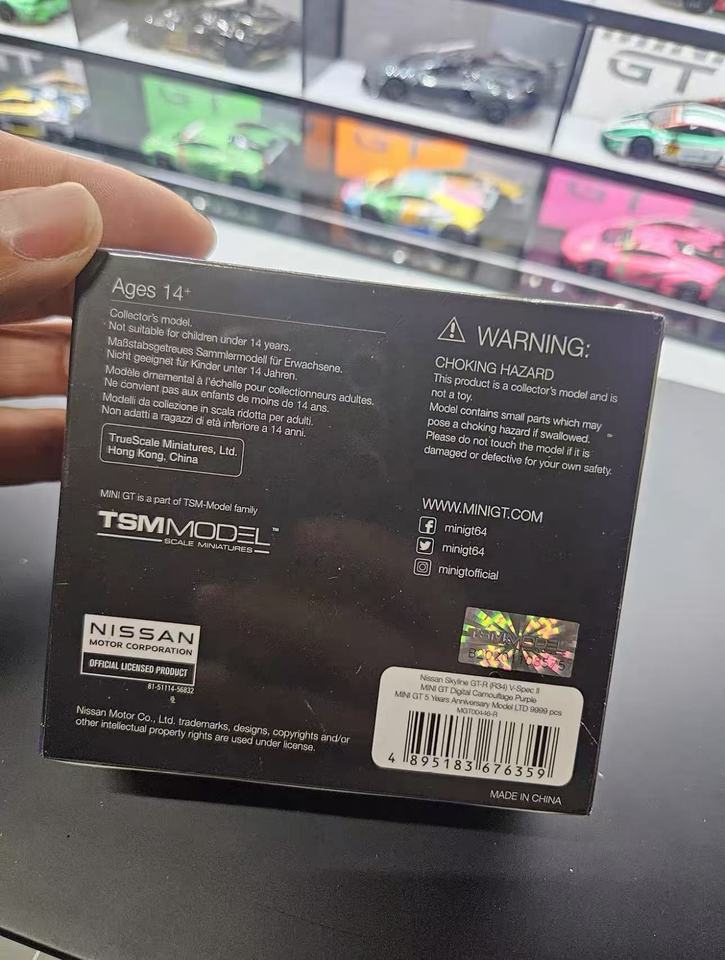 GT
Ages 14+
Collector's model.
Not suitable for children under 14 years.
Maßstabsgetreues Sammlermodell für Erwachsene.
Nicht geeignet für Kinder unter 14 Jahren.
Modèle ornemental à l'échelle pour collectionneurs adultes.
Ne convient pas aux enfants de moins de 14 ans.
Modelli da collezione in scala ridotta per adulti.
Non adatti a ragazzi di età inferiore a 14 anni.
TrueScale Miniatures, Ltd.
Hong Kong, China
MINI GT is a part of TSM-Model family
TSMMODEL™
SCALE MINIATURES
NISSAN
MOTOR CORPORATION
OFFICIAL LICENSED PRODUCT
81-51114-56832
Nissan Motor Co., Ltd. trademarks, designs, copyrights and/or
other intellectual property rights are used under license.
WARNING:
CHOKING HAZARD
This product is a collector's model and is
not a toy.
Model contains small parts which may
pose a choking hazard if swallowed.
Please do not touch the model if it is
damaged or defective for your own safety.
WWW.MINIGT.COM
minigt64
minigt64
minigtofficial
TSMMODEL
Nissan Skyline GT-R (R34) V-Spec II
MINI GT Digital Camouflage Purple
MINI GT 5 Years Anniversary Model LTD 9999 pcs
MGT00446-R
4 895183 676359
MADE IN CHINA